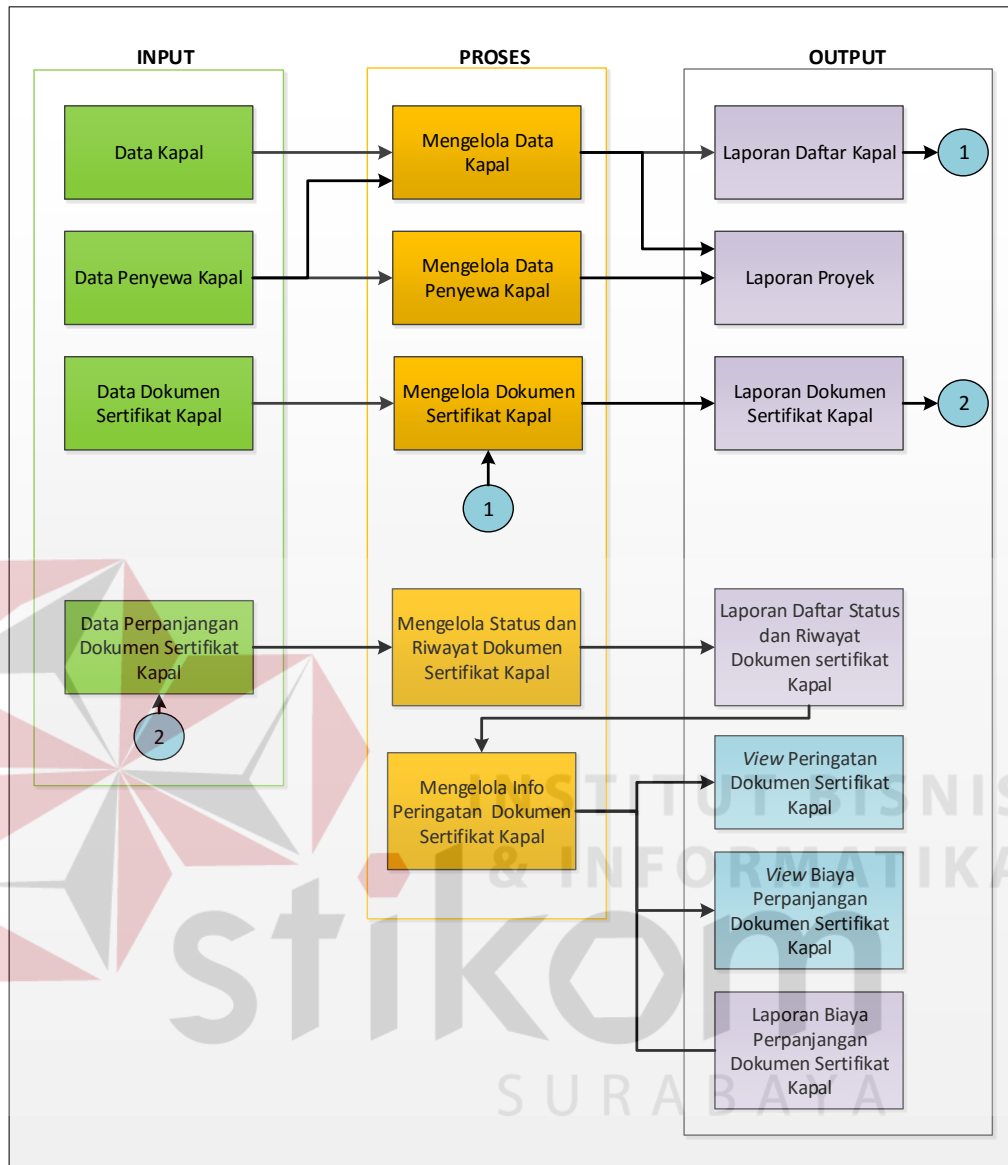 INPUT
PROSES
OUTPUT
Data Kapal
Mengelola Data
Kapal
Laporan Daftar Kapal
1
Data Penyewa Kapal
Mengelola Data
Penyewa Kapal
Laporan Proyek
Data Dokumen
Sertifikat Kapal
Mengelola Dokumen
Sertifikat Kapal
Laporan Dokumen
Sertifikat Kapal
2
1
Data Perpanjangan
Dokumen Sertifikat
Kapal
Mengelola Status dan
Riwayat Dokumen
Sertifikat Kapal
Laporan Daftar Status
dan Riwayat
Dokumen sertifikat
Kapal
2
Mengelola Info
Peringatan Dokumen
Sertifikat Kapal
View Peringatan
Dokumen Sertifikat
Kapal
View Biaya
Perpanjangan
Dokumen Sertifikat
Kapal
Laporan Biaya
Perpanjangan
Dokumen Sertifikat
Kapal
INSTITUT BISNIS
& INFORMATIKA
stikom
SURABAYA